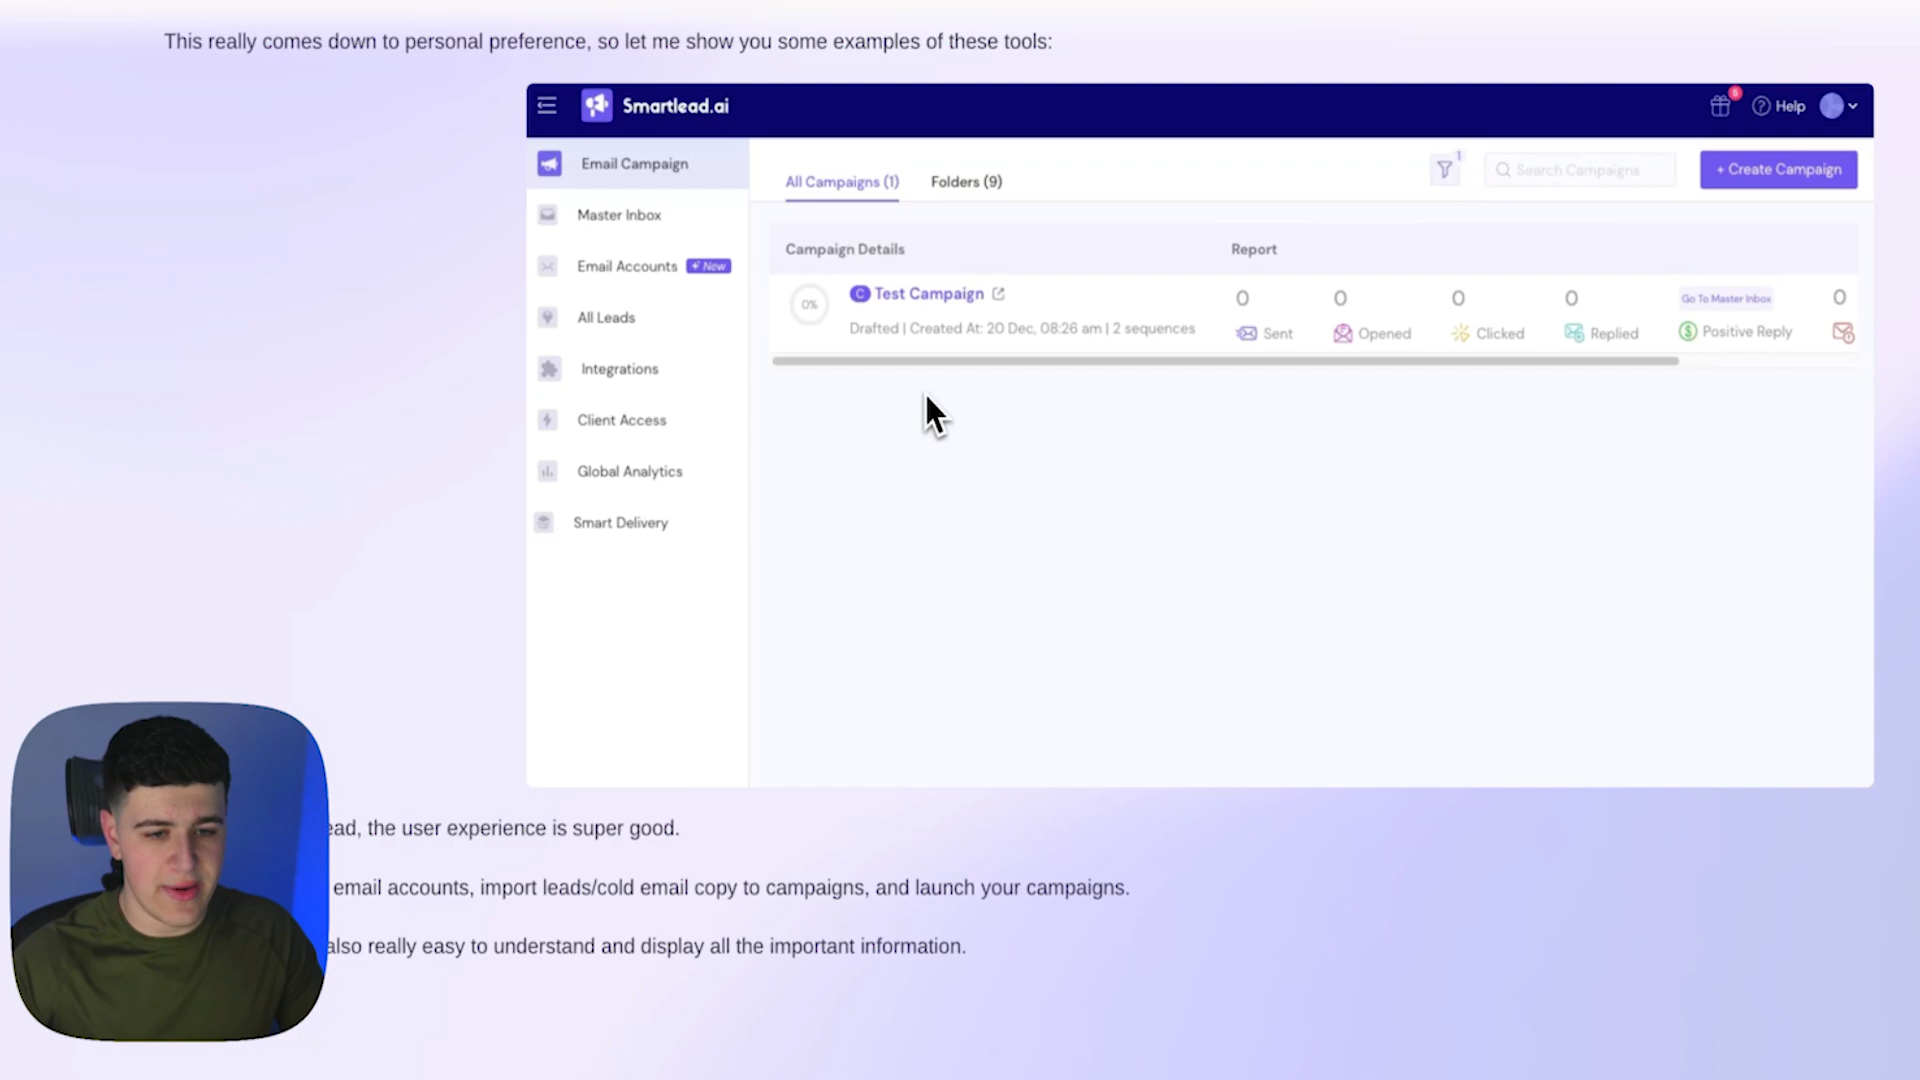 This really comes down to personal preference, so let me show you some examples of these tools:
Smartlead.ai
6
Help
Email Campaign
Master Inbox
Email Accounts New
All Leads
Integrations
Client Access
Global Analytics
Smart Delivery
All Campaigns (1) Folders (9)
1
Search Campaigns
+ Create Campaign
Campaign Details Report
0%
C Test Campaign
Drafted | Created At: 20 Dec, 08:26 am | 2 sequences
0 0 0 0 Go To Master Inbox 0
Sent Opened Clicked Replied Positive Reply
ead, the user experience is super good.
email accounts, import leads/cold email copy to campaigns, and launch your campaigns.
also really easy to understand and display all the important information.